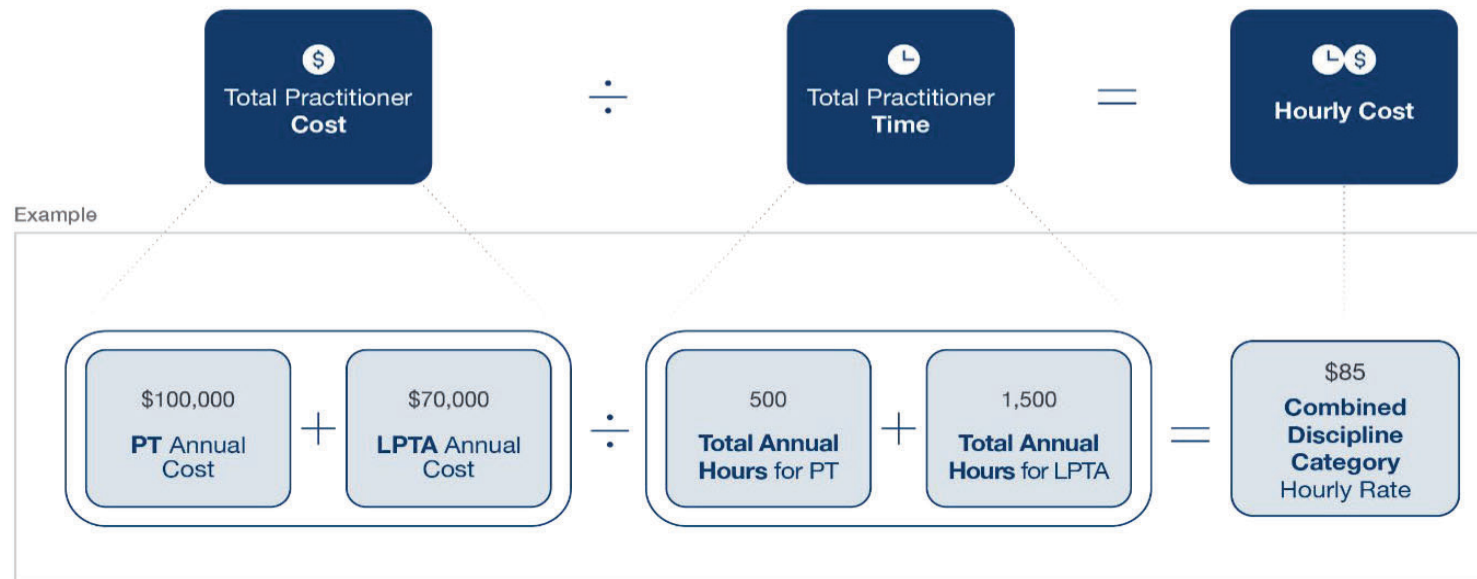 $
Total Practitioner
Cost
÷
Total Practitioner
Time
=
$
Hourly Cost
Example
$100,000
PT Annual
Cost
+
$70,000
LPTA Annual
Cost
÷
500
Total Annual
Hours for PT
+
1,500
Total Annual
Hours for LPTA
=
$85
Combined
Discipline
Category
Hourly Rate